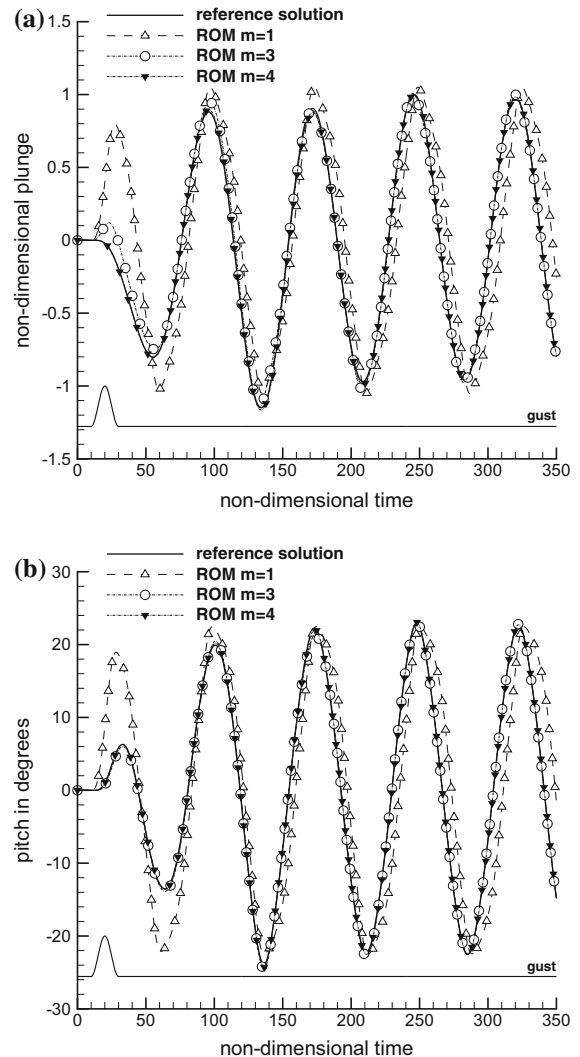 (a)
reference solution
ROM m=1
ROM m=3
ROM m=4
1.5
1
0.5
0
-0.5
-1
-1.5
non-dimensional plunge
gust
0 50 100 150 200 250 300 350
non-dimensional time
(b)
reference solution
ROM m=1
ROM m=3
ROM m=4
30
20
10
0
-10
-20
-30
pitch in degrees
gust
0 50 100 150 200 250 300 350
non-dimensional time